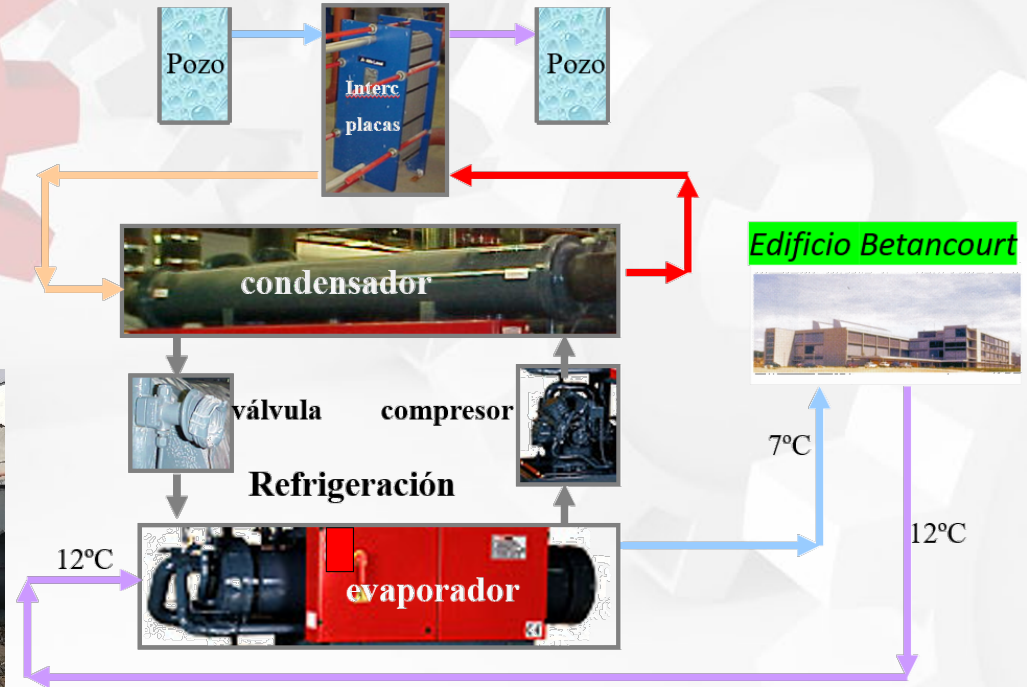 Pozo
Pozo
Interc
placas
Edificio Betancourt
condensador
válvula
compresor
7ºC
Refrigeración
12ºC
12ºC
evaporador